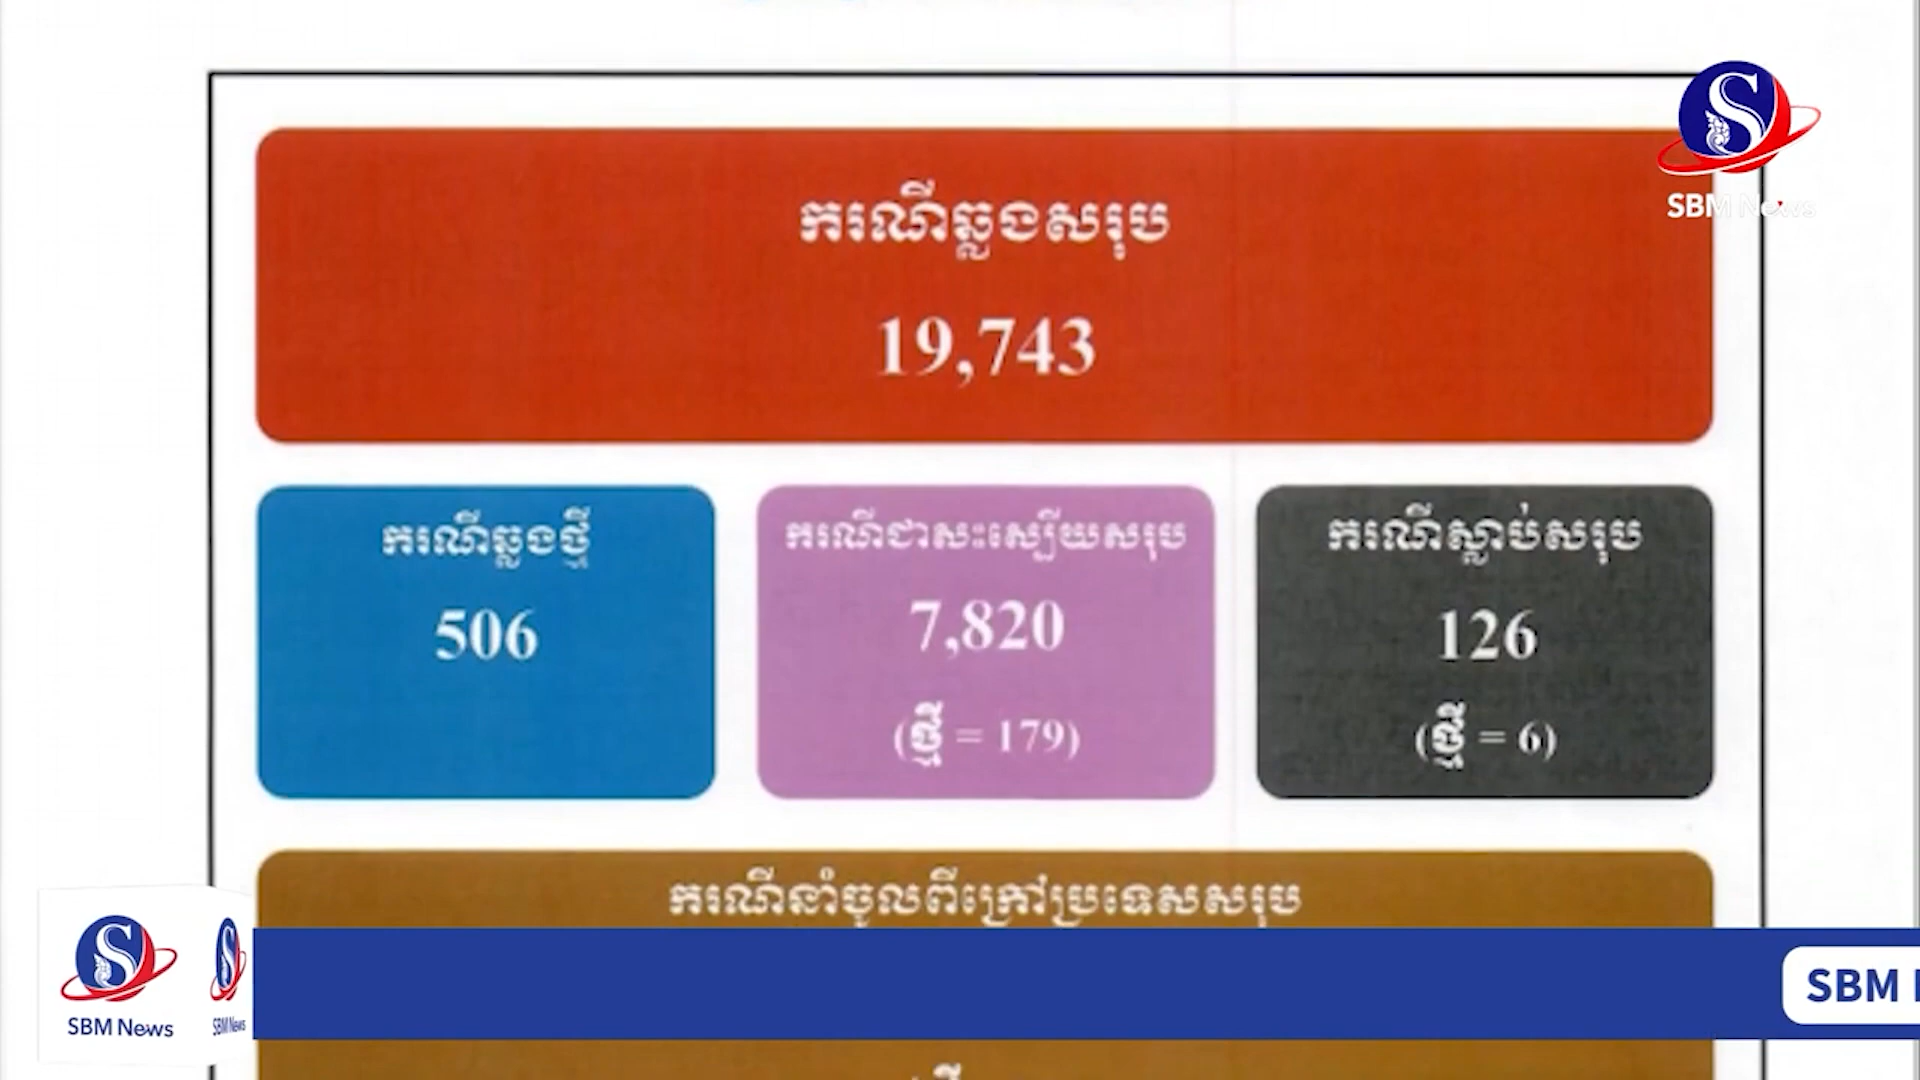 SBM News
ករណីឆ្លងសរុប
19,743
ករណីឆ្លងថ្មី
506
ករណីជាសះស្បើយសរុប
7,820
(ថ្មី = 179)
ករណីស្លាប់សរុប
126
(ថ្មី = 6)
ករណីនាំចូលពីក្រៅប្រទេសសរុប
SBM News
SBM News
SBM